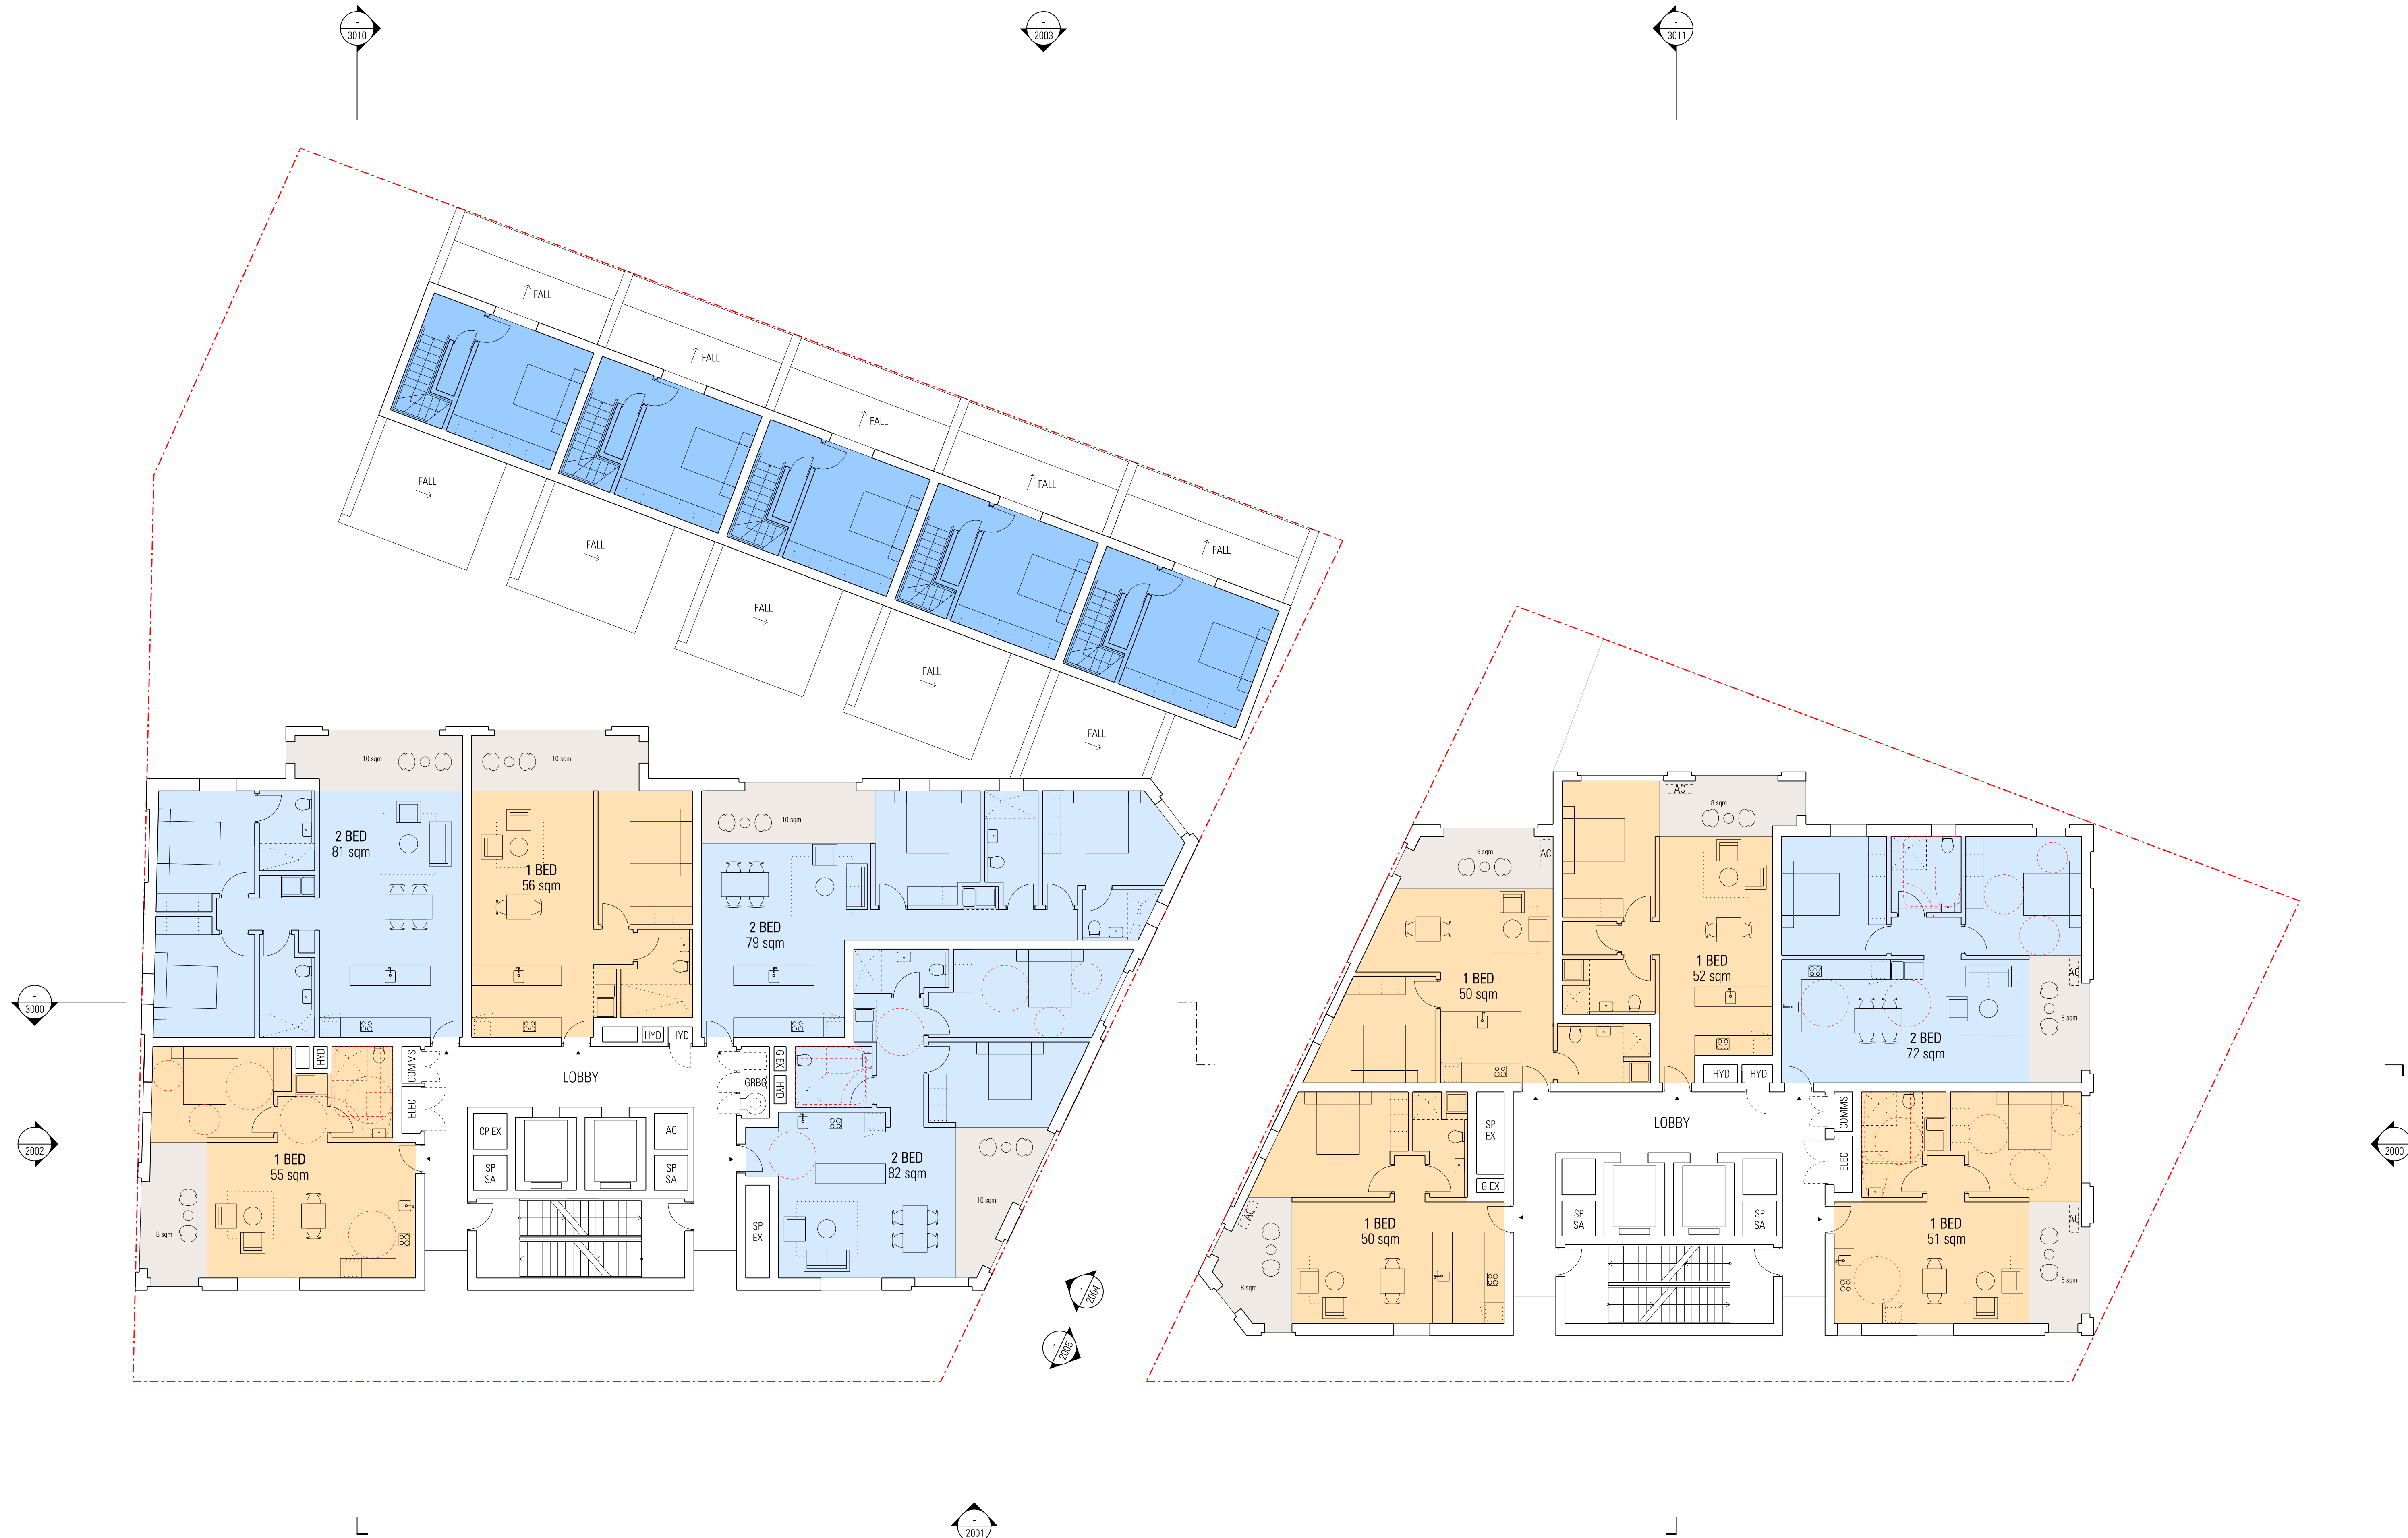 -
3010
-
2003
-
3011
FALL
FALL
FALL
FALL
FALL
FALL
FALL
FALL
FALL
FALL
10 sqm
10 sqm
2 BED
81 sqm
1 BED
56 sqm
10 sqm
2 BED
79 sqm
-
3000
HYD
HYD
HYD
COMMS
ELEC
LOBBY
GRBG
G EX
HYD
CP EX
AC
SP
SA
SP
SA
1 BED
55 sqm
8 sqm
SP
EX
2 BED
82 sqm
10 sqm
-
2002
-
2004
-
2005
AC
8 sqm
8 sqm
AC
1 BED
50 sqm
1 BED
52 sqm
AC
8 sqm
2 BED
72 sqm
HYD
HYD
LOBBY
COMMS
ELEC
SP
EX
G EX
SP
SA
SP
SA
AC
8 sqm
1 BED
50 sqm
1 BED
51 sqm
AC
8 sqm
-
2000
-
2001